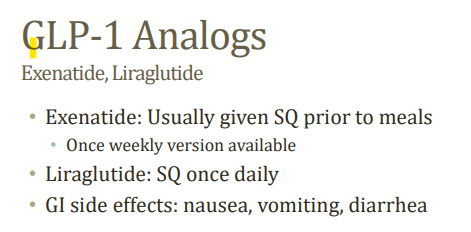 GLP-1 Analogs
Exenatide, Liraglutide
• Exenatide: Usually given SQ prior to meals
• Once weekly version available
• Liraglutide: SQ once daily
• GI side effects: nausea, vomiting, diarrhea